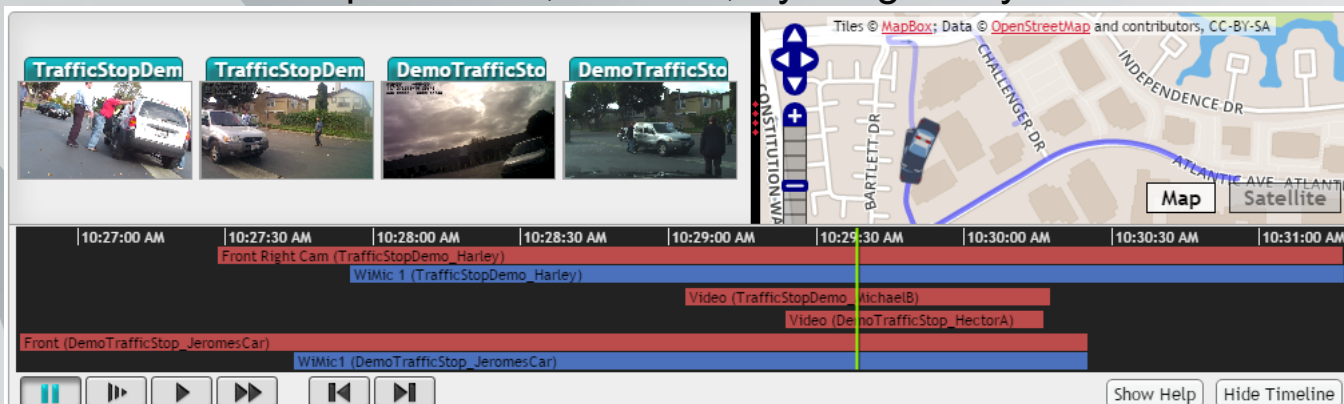 Tiles © MapBox; Data © OpenStreetMap and contributors, CC-BY-SA
TrafficStopDem
TrafficStopDem
DemoTrafficSto
DemoTrafficSto
CONSTITUTION WA
BARTLETT DR
CHALLENGER DR
INDEPENDENCE DR
ATLANTIC AVE
ATLANT
Map
Satellite
10:27:00 AM
10:27:30 AM
10:28:00 AM
10:28:30 AM
10:29:00 AM
10:29:30 AM
10:30:00 AM
10:30:30 AM
10:31:00 AM
Front Right Cam (TrafficStopDemo_Harley)
WiMic 1 (TrafficStopDemo_Harley)
Video (TrafficStopDemo_MichaelB)
Video (DemoTrafficStop_HectorA)
Front (DemoTrafficStop_JeromesCar)
WiMic1 (DemoTrafficStop_JeromesCar)
Show Help
Hide Timeline